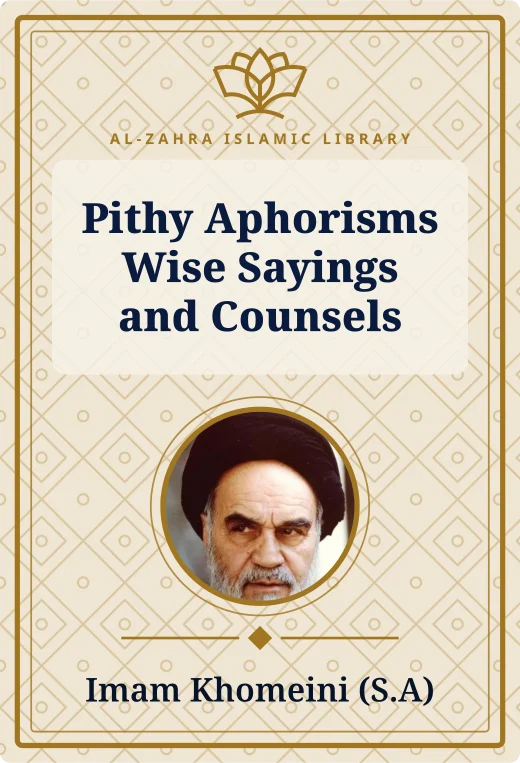 AL-ZAHRA ISLAMIC LIBRARY
Pithy Aphorisms
Wise Sayings
and Counsels
Imam Khomeini (S.A)